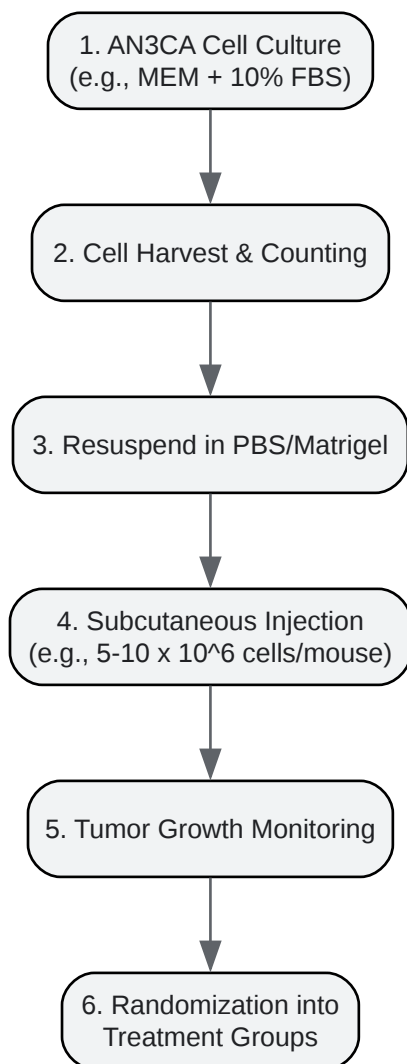 1. AN3CA Cell Culture
(e.g., MEM + 10% FBS)
2. Cell Harvest & Counting
3. Resuspend in PBS/Matrigel
4. Subcutaneous Injection
(e.g., 5-10 x 10^6 cells/mouse)
5. Tumor Growth Monitoring
6. Randomization into
Treatment Groups